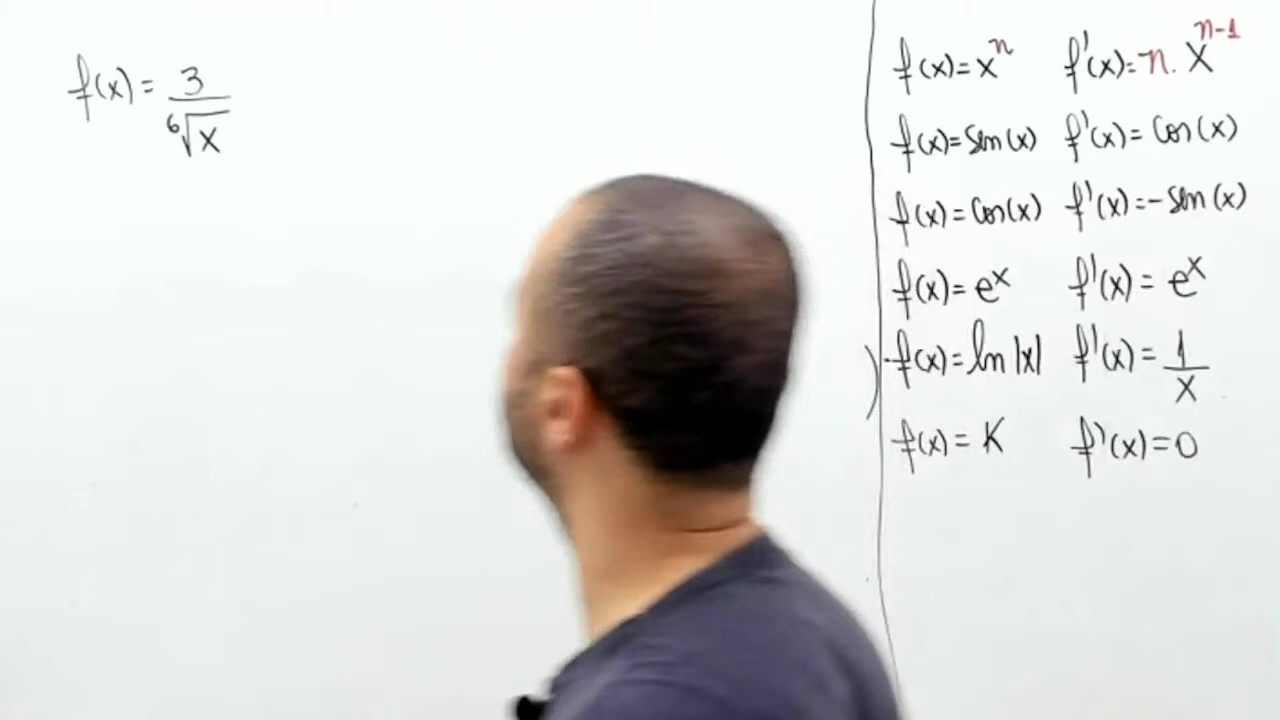 f(x) = 3/⁶√x
f(x) = xⁿ f'(x) = n. xⁿ⁻¹
f(x) = Sen(x) f'(x) = Cos(x)
f(x) = Cos(x) f'(x) = -Sen(x)
f(x) = eˣ f'(x) = eˣ
f(x) = ln|x| f'(x) = 1/x
f(x) = K f'(x) = 0